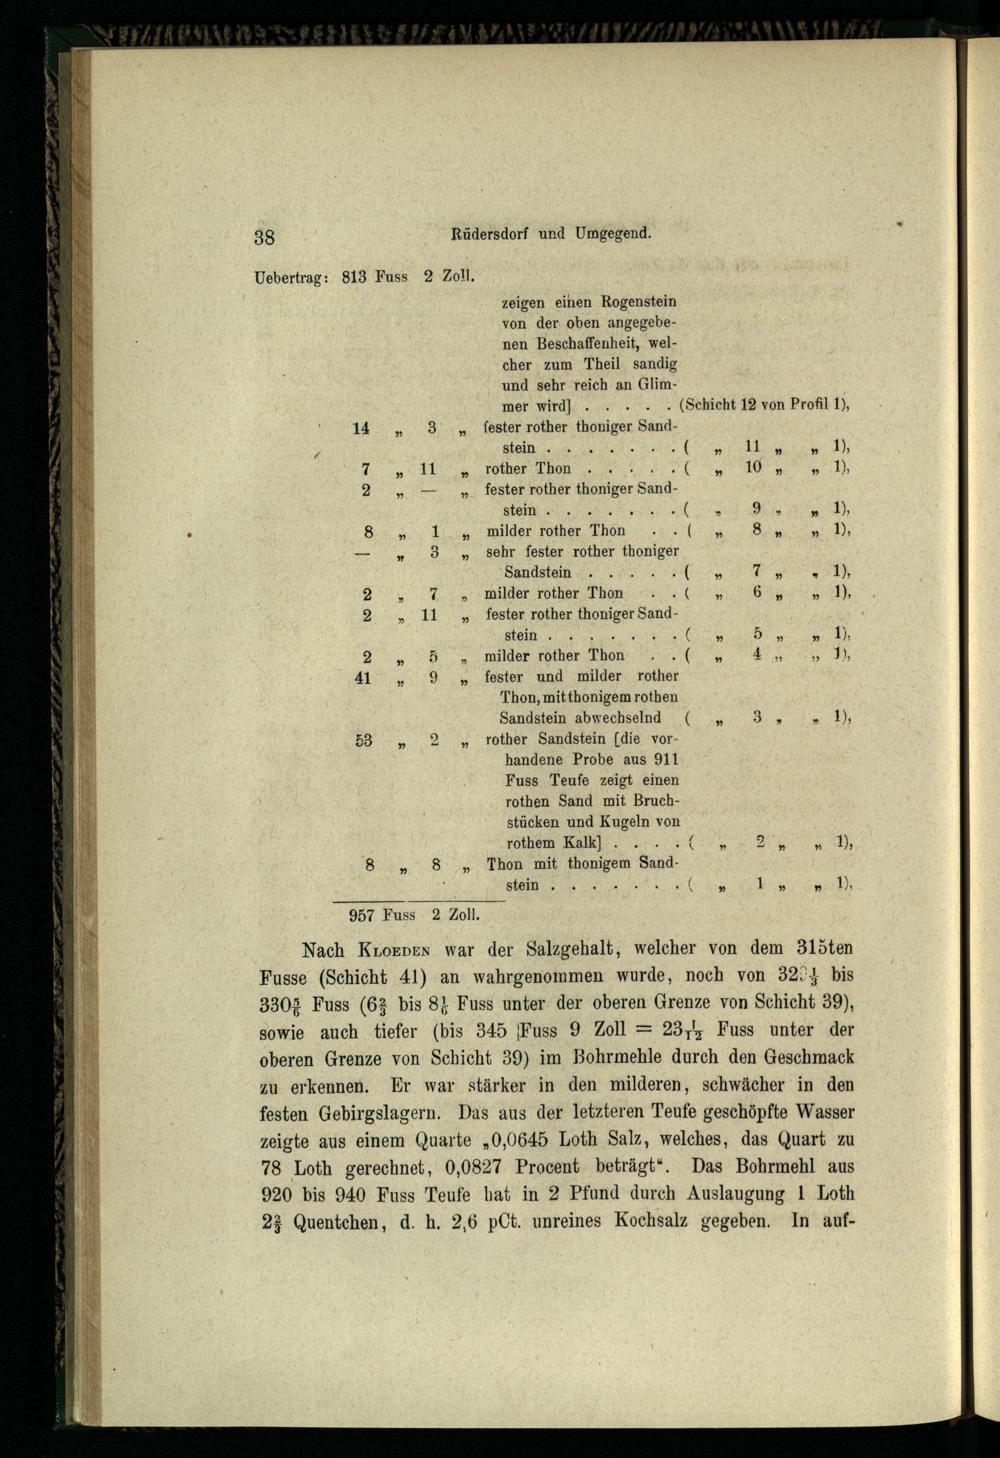 38 Rüdersdorf und Umgegend.
Uebertrag: 813 Fuss 2 Zoll.
zeigen einen Rogenstein
von der oben angegebe-
nen Beschaffenheit, wel-
cher zum Theil sandig
und sehr reich an Glim-
mer wird] . . . . . (Schicht 12 von Profil 1),
14 „ 3 „ fester rother thoniger Sand-
stein . . . . . . . ( „ 11 „ „ 1),
7 „ 11 „ rother Thon . . . . . ( „ 10 „ „ 1),
2 „ — „ fester rother thoniger Sand-
stein . . . . . . . ( „ 9 „ „ 1),
8 „ 1 „ milder rother Thon . . ( „ 8 „ „ 1),
— „ 3 „ sehr fester rother thoniger
Sandstein . . . . . ( „ 7 „ „ 1),
2 „ 7 „ milder rother Thon . . ( „ 6 „ „ 1),
2 „ 11 „ fester rother thoniger Sand-
stein . . . . . . . ( „ 5 „ „ 1),
2 „ 5 „ milder rother Thon . . ( „ 4 „ „ 1),
41 „ 9 „ fester und milder rother
Thon, mit thonigem rothen
Sandstein abwechselnd ( „ 3 „ „ 1),
53 „ 2 „ rother Sandstein [die vor-
handene Probe aus 911
Fuss Teufe zeigt einen
rothen Sand mit Bruch-
stücken und Kugeln von
rothem Kalk] . . . . ( „ 2 „ „ 1),
8 „ 8 „ Thon mit thonigem Sand-
stein . . . . . . . ( „ 1 „ „ 1),
957 Fuss 2 Zoll.
Nach KLOEDEN war der Salzgehalt, welcher von dem 315ten
Fusse (Schicht 41) an wahrgenommen wurde, noch von bis
330⅚ Fuss (6⅔ bis 8⅙ Fuss unter der oberen Grenze von Schicht 39),
sowie auch tiefer (bis 345 Fuss 9 Zoll = 23 1/12 Fuss unter der
oberen Grenze von Schicht 39) im Bohrmehle durch den Geschmack
zu erkennen. Er war stärker in den milderen, schwächer in den
festen Gebirgslagern. Das aus der letzteren Teufe geschöpfte Wasser
zeigte aus einem Quarte „0,0645 Loth Salz, welches, das Quart zu
78 Loth gerechnet, 0,0827 Procent beträgt“. Das Bohrmehl aus
920 bis 940 Fuss Teufe hat in 2 Pfund durch Auslaugung 1 Loth
2⅔ Quentchen, d. h. 2,6 pCt. unreines Kochsalz gegeben. In auf-